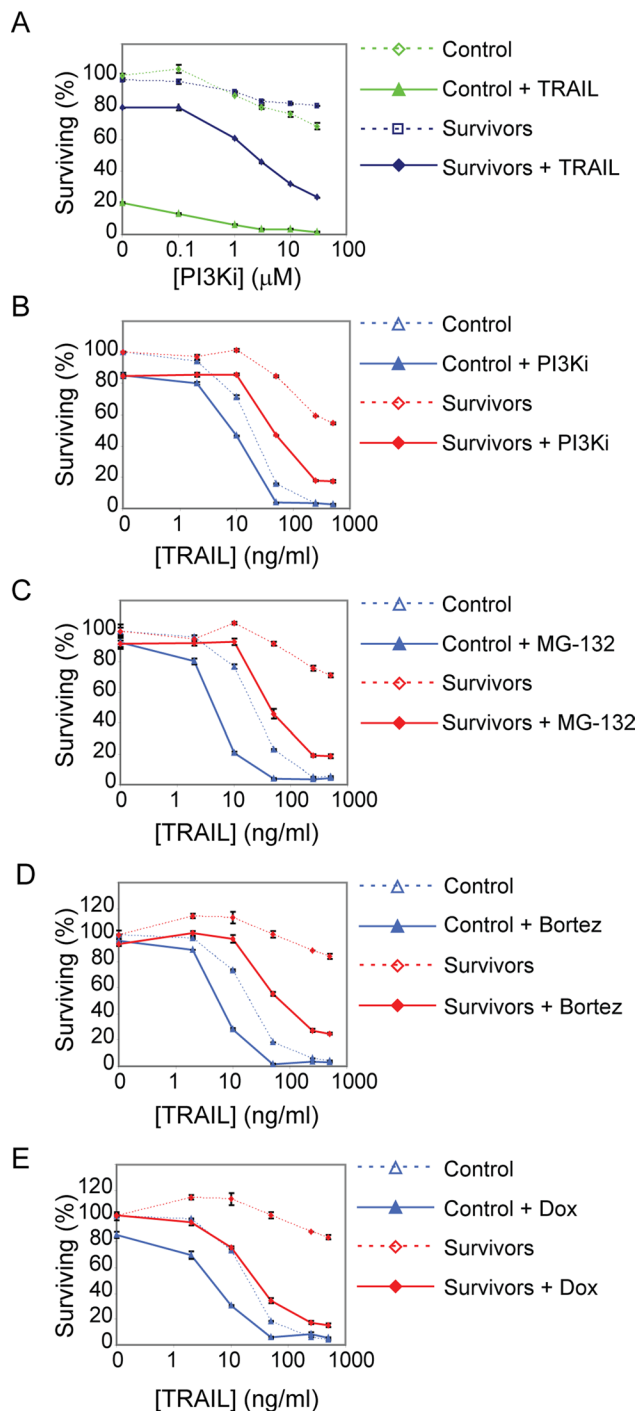 A
Surviving (%)
100
80
60
40
20
0
0 0.1 1 10 100
[PI3Ki] (μM)
Control
Control + TRAIL
Survivors
Survivors + TRAIL
B
Surviving (%)
100
80
60
40
20
0
0 1 10 100 1000
[TRAIL] (ng/ml)
Control
Control + PI3Ki
Survivors
Survivors + PI3Ki
C
Surviving (%)
100
80
60
40
20
0
0 1 10 100 1000
[TRAIL] (ng/ml)
Control
Control + MG-132
Survivors
Survivors + MG-132
D
Surviving (%)
120
100
80
60
40
20
0
0 1 10 100 1000
[TRAIL] (ng/ml)
Control
Control + Bortez
Survivors
Survivors + Bortez
E
Surviving (%)
120
100
80
60
40
20
0
0 1 10 100 1000
[TRAIL] (ng/ml)
Control
Control + Dox
Survivors
Survivors + Dox